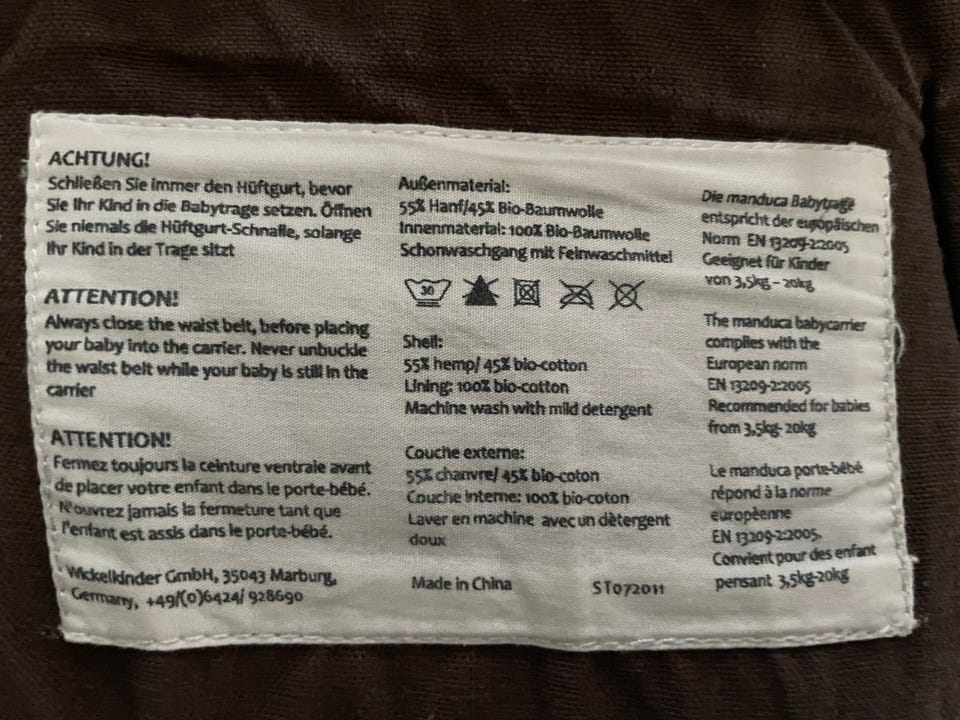 ACHTUNG!
Schließen Sie immer den Hüftgurt, bevor
Sie Ihr Kind in die Babytrage setzen. Öffnen
Sie niemals die Hüftgurt-Schnalle, solange
Ihr Kind in der Trage sitzt
ATTENTION!
Always close the waist belt, before placing
your baby into the carrier. Never unbuckle
the waist belt while your baby is still in the
carrier
ATTENTION!
Fermez toujours la ceinture ventrale avant
de placer votre enfant dans le porte-bébé.
N'ouvrez jamais la fermeture tant que
l'enfant est assis dans le porte-bébé.
Wickelkinder GmbH, 35043 Marburg,
Germany, +49/(0)6424/ 928690
Außenmaterial:
55% Hanf/45% Bio-Baumwolle
Innenmaterial: 100% Bio-Baumwolle
Schonwaschgang mit Feinwaschmittel
30
Shell:
55% hemp/ 45% bio-cotton
Lining: 100% bio-cotton
Machine wash with mild detergent
Couche externe:
55% chanvre/ 45% bio-coton
Couche interne: 100% bio-coton
Laver en machine avec un dètergent
doux
Made in China
ST072011
Die manduca Babytrage
entspricht der europäischen
Norm EN 13209-2:2005
Geeignet für Kinder
von 3,5kg – 20kg
The manduca babycarrier
complies with the
European norm
EN 13209-2:2005
Recommended for babies
from 3,5kg- 20kg
Le manduca porte-bébé
répond à la norme
europèenne
EN 13209-2:2005.
Convient pour des enfant
pensant 3,5kg-20kg